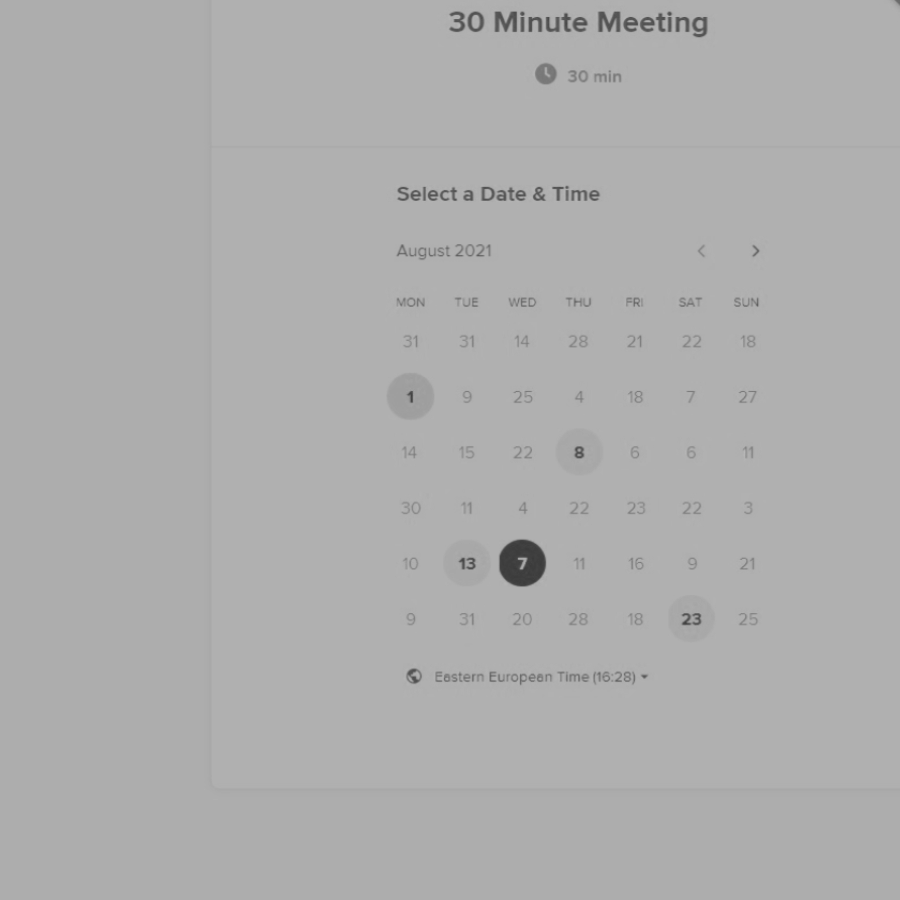 30 Minute Meeting
30 min
Select a Date & Time
August 2021
MON TUE WED THU FRI SAT SUN
31 31 14 28 21 22 18
1 9 25 4 18 7 27
14 15 22 8 6 6 11
30 11 4 22 23 22 3
10 13 7 11 16 9 21
9 31 20 28 18 23 25
Eastern European Time (16:28)